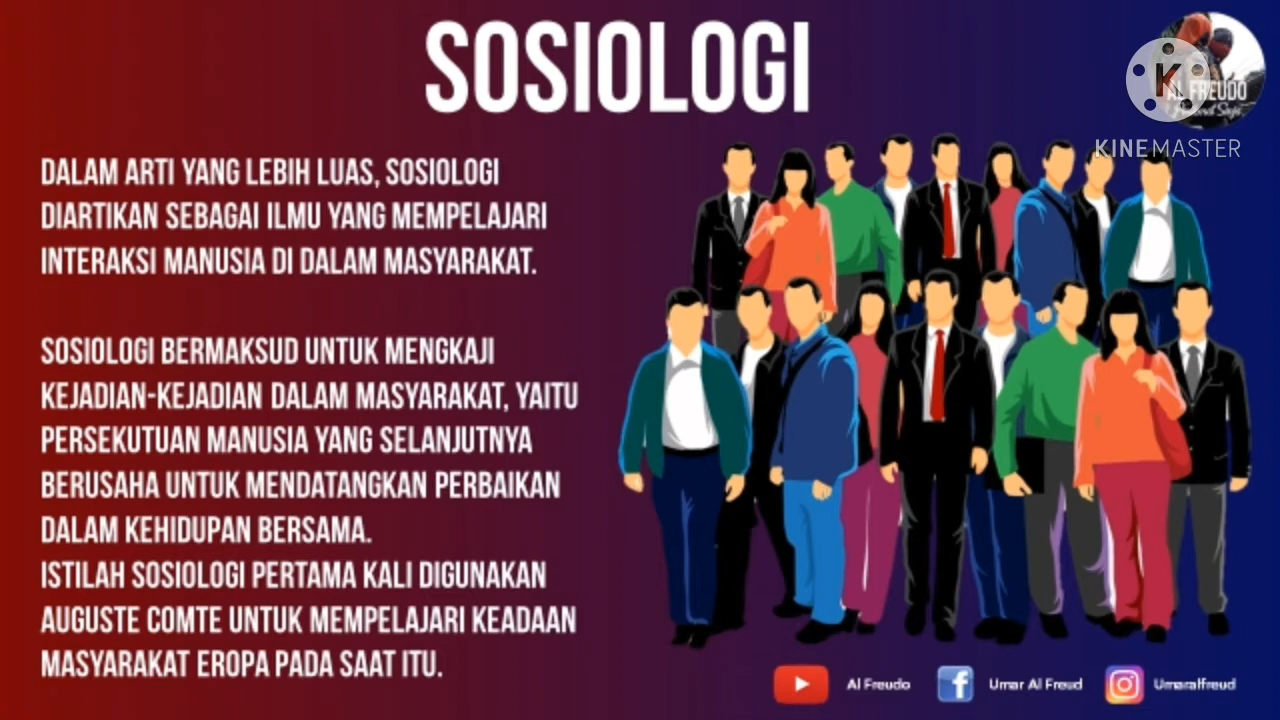 SOSIOLOGI
AL FREUDO
KINEMASTER
DALAM ARTI YANG LEBIH LUAS, SOSIOLOGI
DIARTIKAN SEBAGAI ILMU YANG MEMPELAJARI
INTERAKSI MANUSIA DI DALAM MASYARAKAT.
SOSIOLOGI BERMAKSUD UNTUK MENGKAJI
KEJADIAN-KEJADIAN DALAM MASYARAKAT, YAITU
PERSEKUTUAN MANUSIA YANG SELANJUTNYA
BERUSAHA UNTUK MENDATANGKAN PERBAIKAN
DALAM KEHIDUPAN BERSAMA.
ISTILAH SOSIOLOGI PERTAMA KALI DIGUNAKAN
AUGUSTE COMTE UNTUK MEMPELAJARI KEADAAN
MASYARAKAT EROPA PADA SAAT ITU.
Al Freudo
Umar Al Freud
Umaralfreud